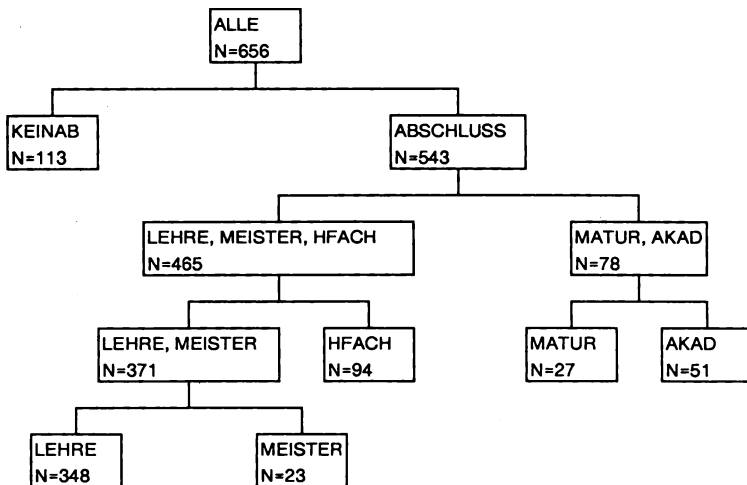 ALLE
N=656
KEINAB
N=113
ABSCHLUSS
N=543
LEHRE, MEISTER, HFACH
N=465
MATUR, AKAD
N=78
LEHRE, MEISTER
N=371
HFACH
N=94
MATUR
N=27
AKAD
N=51
LEHRE
N=348
MEISTER
N=23